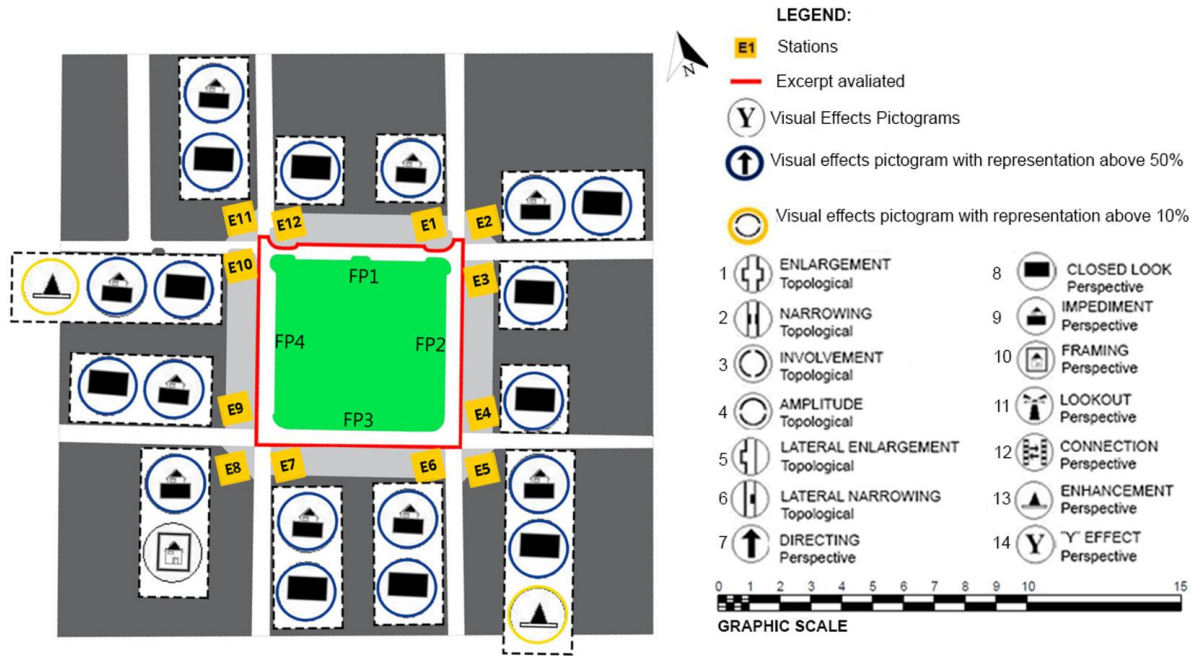 LEGEND:
E1 Stations
Excerpt avaliated
Y Visual Effects Pictograms
Visual effects pictogram with representation above 50%
Visual effects pictogram with representation above 10%
1 ENLARGEMENT
Topological
2 NARROWING
Topological
3 INVOLVEMENT
Topological
4 AMPLITUDE
Topological
5 LATERAL ENLARGEMENT
Topological
6 LATERAL NARROWING
Topological
7 DIRECTING
Perspective
8 CLOSED LOOK
Perspective
9 IMPEDIMENT
Perspective
10 FRAMING
Perspective
11 LOOKOUT
Perspective
12 CONNECTION
Perspective
13 ENHANCEMENT
Perspective
14 Y "Y" EFFECT
Perspective
0 1 2 3 4 5 6 7 8 9 10 15
GRAPHIC SCALE
N
E11 E12 E1 E2
E10 E3
FP1
FP4 FP2
FP3
E9 E4
E8 E7 E6 E5